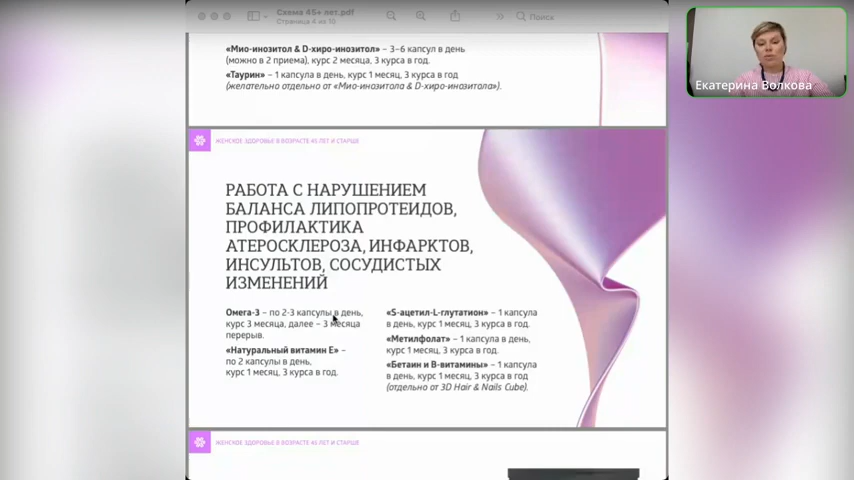 Схема 45+ лет.pdf
Страница 4 из 10
Поиск
Екатерина Волкова
«Мио-инозитол & D-хиро-инозитол» – 3–6 капсул в день
(можно в 2 приема), курс 2 месяца, 3 курса в год.
«Таурин» – 1 капсула в день, курс 1 месяц, 3 курса в год
(желательно отдельно от «Мио-инозитола & D-хиро-инозитола»).
ЖЕНСКОЕ ЗДОРОВЬЕ В ВОЗРАСТЕ 45 ЛЕТ И СТАРШЕ
РАБОТА С НАРУШЕНИЕМ
БАЛАНСА ЛИПОПРОТЕИДОВ,
ПРОФИЛАКТИКА
АТЕРОСКЛЕРОЗА, ИНФАРКТОВ,
ИНСУЛЬТОВ, СОСУДИСТЫХ
ИЗМЕНЕНИЙ
Омега-3 – по 2-3 капсулы в день,
курс 3 месяца, далее – 3 месяца
перерыв.
«Натуральный витамин Е» –
по 2 капсулы в день,
курс 1 месяц, 3 курса в год.
«S-ацетил-L-глутатион» – 1 капсула
в день, курс 1 месяц, 3 курса в год.
«Метилфолат» – 1 капсула в день,
курс 1 месяц, 3 курса в год.
«Бетаин и В-витамины» – 1 капсула
в день, курс 1 месяц, 3 курса в год
(отдельно от 3D Hair & Nails Cube).
ЖЕНСКОЕ ЗДОРОВЬЕ В ВОЗРАСТЕ 45 ЛЕТ И СТАРШЕ